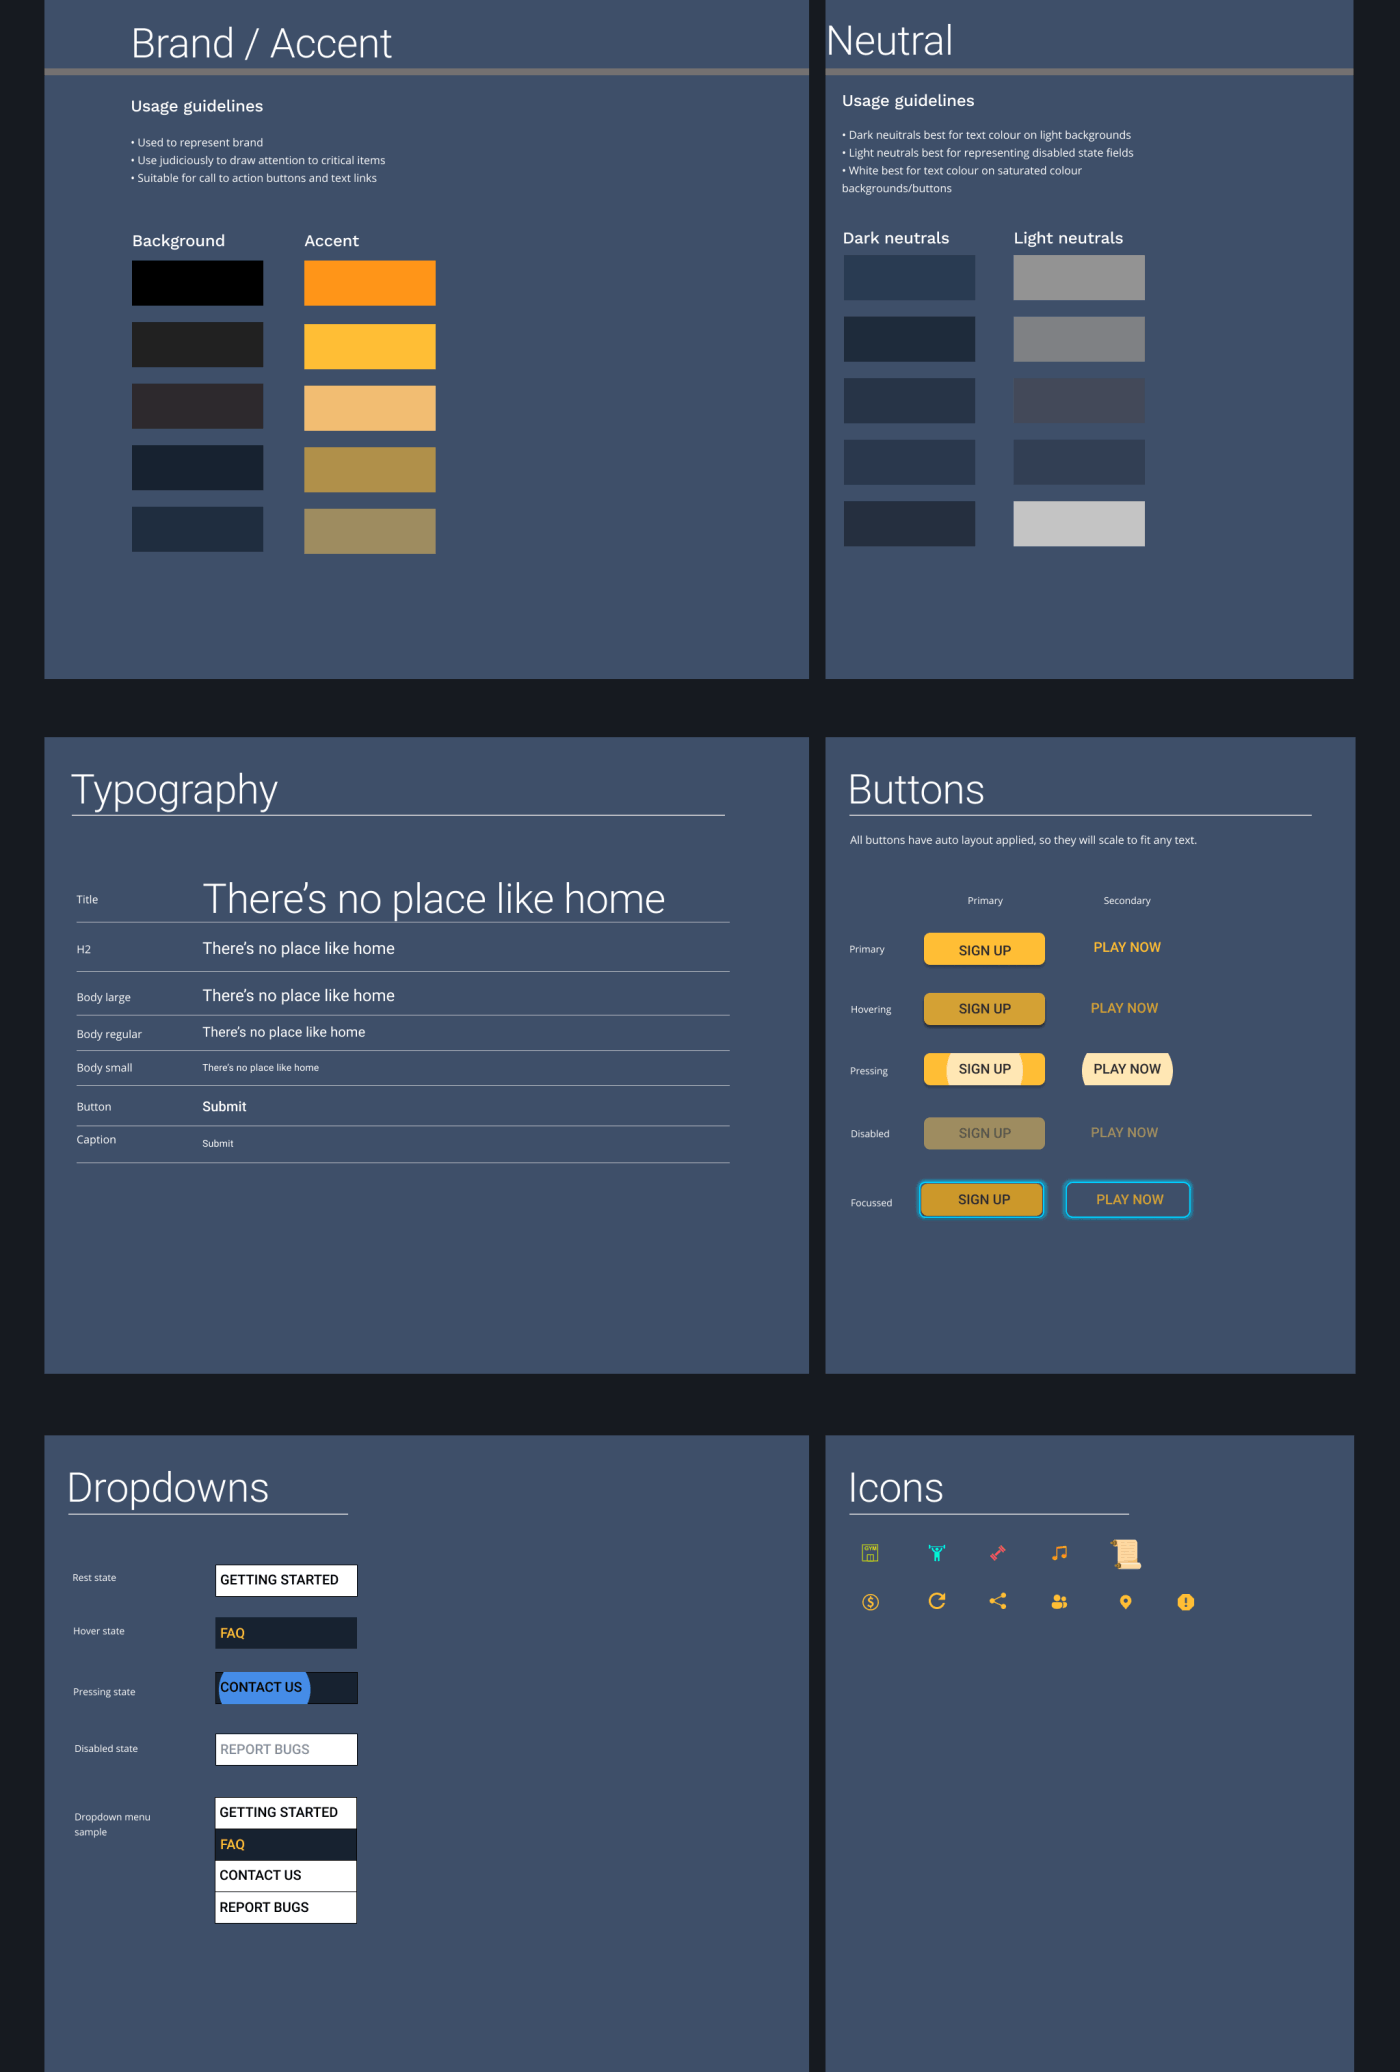 Brand / Accent
Usage guidelines
• Used to represent brand
• Use judiciously to draw attention to critical items
• Suitable for call to action buttons and text links
Background
Accent
Neutral
Usage guidelines
• Dark neuitrals best for text colour on light backgrounds
• Light neutrals best for representing disabled state fields
• White best for text colour on saturated colour
backgrounds/buttons
Dark neutrals
Light neutrals
Typography
Title
There's no place like home
H2
There's no place like home
Body large
There's no place like home
Body regular
There's no place like home
Body small
There's no place like home
Button
Submit
Caption
Submit
Buttons
All buttons have auto layout applied, so they will scale to fit any text.
Primary
Secondary
Primary
SIGN UP
PLAY NOW
Hovering
SIGN UP
PLAY NOW
Pressing
SIGN UP
PLAY NOW
Disabled
SIGN UP
PLAY NOW
Focussed
SIGN UP
PLAY NOW
Dropdowns
Rest state
GETTING STARTED
Hover state
FAQ
Pressing state
CONTACT US
Disabled state
REPORT BUGS
Dropdown menu
sample
GETTING STARTED
FAQ
CONTACT US
REPORT BUGS
Icons
GYM